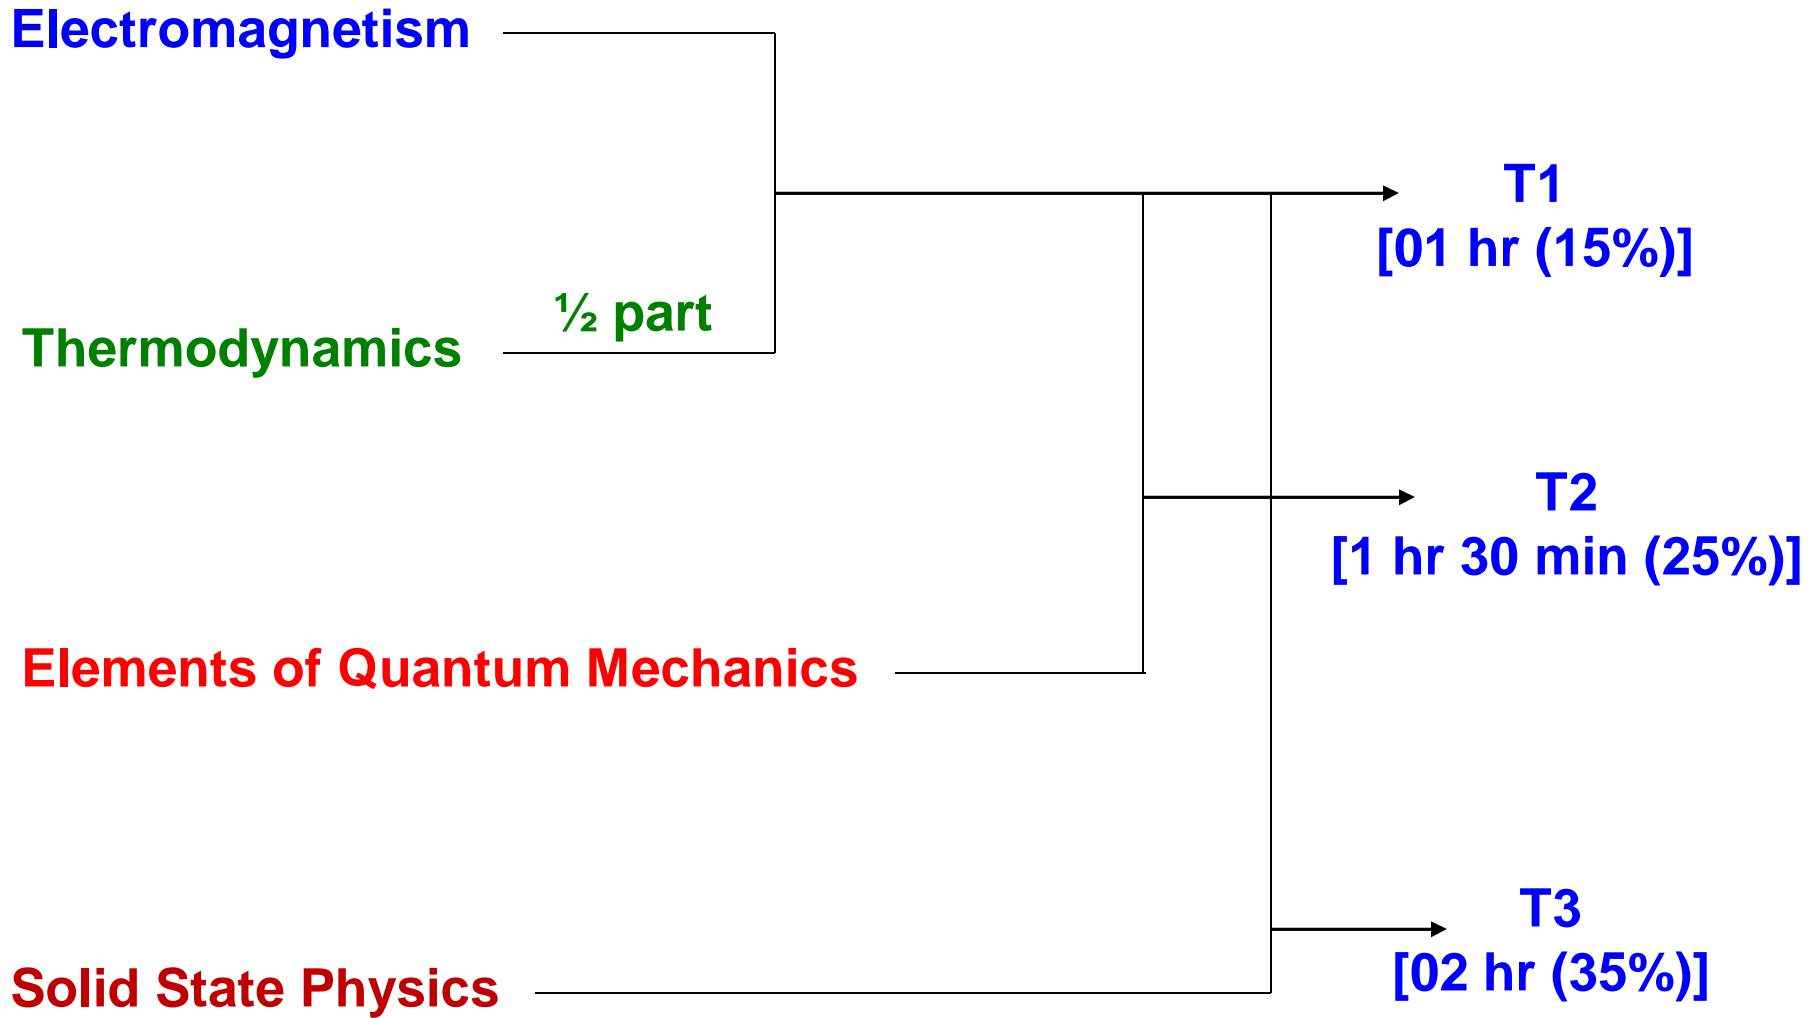 Electromagnetism
T1
[01 hr (15%)]
½ part
Thermodynamics
T2
[1 hr 30 min (25%)]
Elements of Quantum Mechanics
T3
[02 hr (35%)]
Solid State Physics